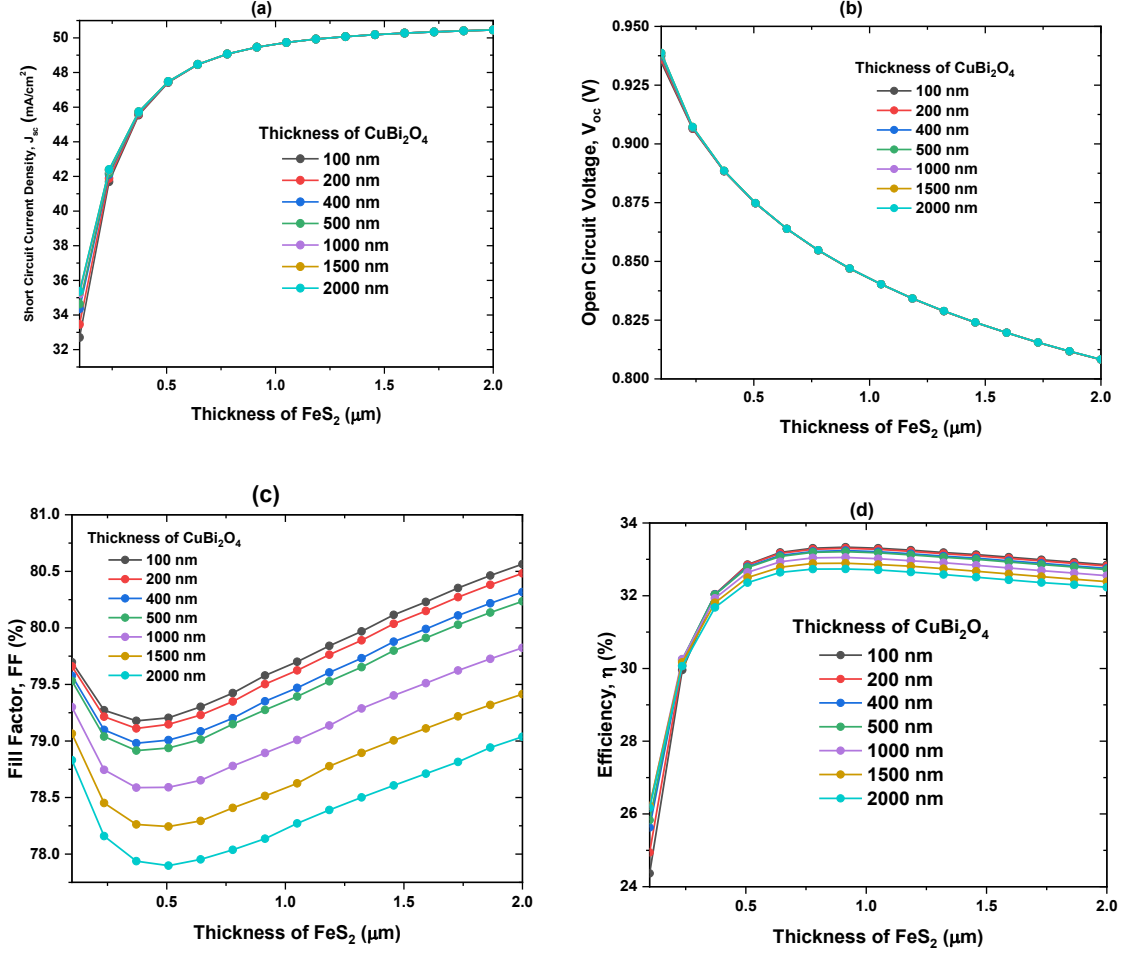 (a)
Short Circuit Current Density, J_sc (mA/cm²)
50
48
46
44
42
40
38
36
34
32
Thickness of CuBi₂O₄
100 nm
200 nm
400 nm
500 nm
1000 nm
1500 nm
2000 nm
0.5
1.0
1.5
2.0
Thickness of FeS₂ (μm)
(b)
Open Circuit Voltage, V_oc (V)
0.950
0.925
0.900
0.875
0.850
0.825
0.800
Thickness of CuBi₂O₄
100 nm
200 nm
400 nm
500 nm
1000 nm
1500 nm
2000 nm
0.5
1.0
1.5
2.0
Thickness of FeS₂ (μm)
(c)
Fill Factor, FF (%)
81.0
80.5
80.0
79.5
79.0
78.5
78.0
Thickness of CuBi₂O₄
100 nm
200 nm
400 nm
500 nm
1000 nm
1500 nm
2000 nm
0.5
1.0
1.5
2.0
Thickness of FeS₂ (μm)
(d)
Efficiency, η (%)
34
32
30
28
26
24
Thickness of CuBi₂O₄
100 nm
200 nm
400 nm
500 nm
1000 nm
1500 nm
2000 nm
0.5
1.0
1.5
2.0
Thickness of FeS₂ (μm)